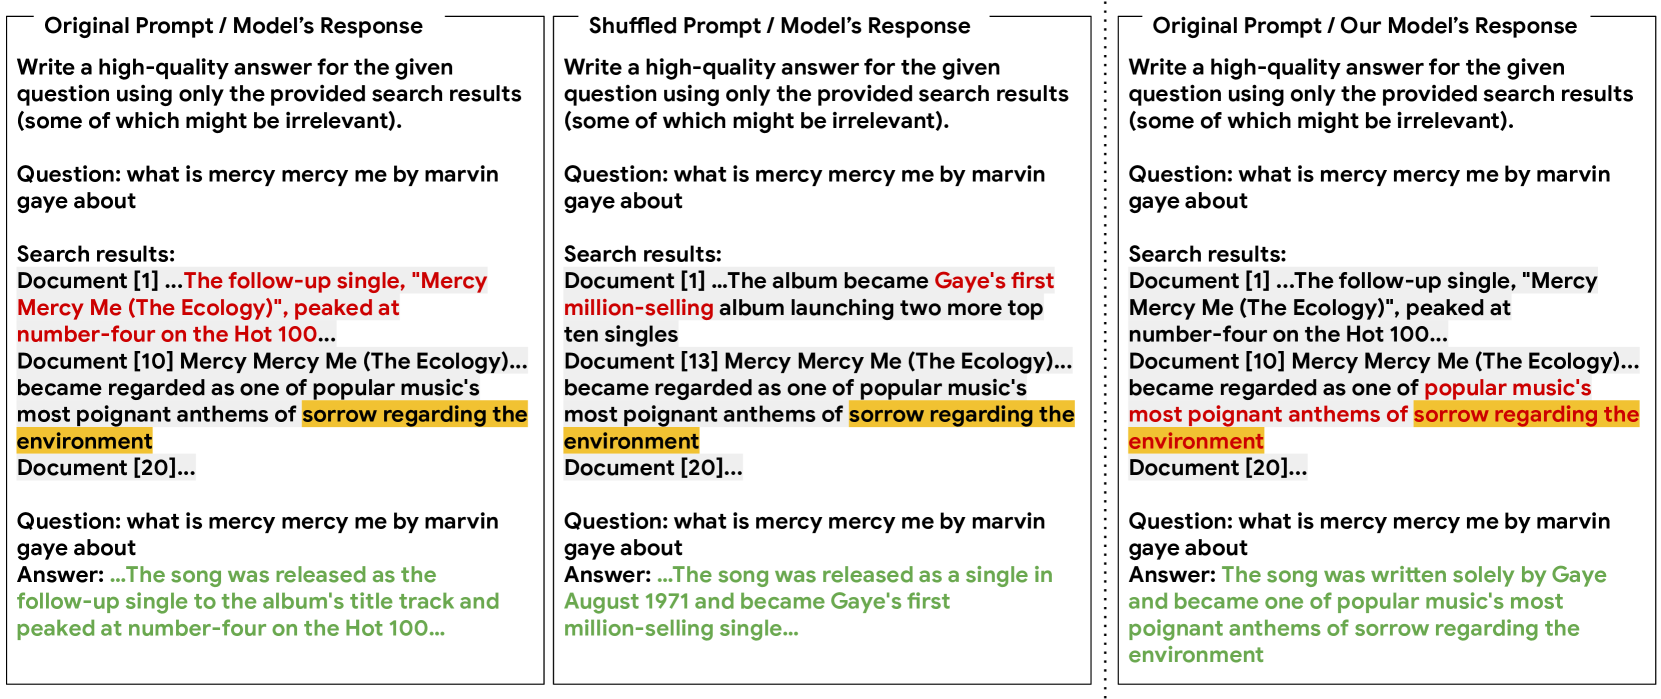 Original Prompt / Model's Response
Write a high-quality answer for the given
question using only the provided search results
(some of which might be irrelevant).
Question: what is mercy mercy me by marvin
gaye about
Search results:
Document [1] ...The follow-up single, "Mercy
Mercy Me (The Ecology)", peaked at
number-four on the Hot 100...
Document [10] Mercy Mercy Me (The Ecology)...
became regarded as one of popular music's
most poignant anthems of sorrow regarding the
environment
Document [20]...
Question: what is mercy mercy me by marvin
gaye about
Answer: ...The song was released as the
follow-up single to the album's title track and
peaked at number-four on the Hot 100...
Shuffled Prompt / Model's Response
Write a high-quality answer for the given
question using only the provided search results
(some of which might be irrelevant).
Question: what is mercy mercy me by marvin
gaye about
Search results:
Document [1] ...The album became Gaye's first
million-selling album launching two more top
ten singles
Document [13] Mercy Mercy Me (The Ecology)...
became regarded as one of popular music's
most poignant anthems of sorrow regarding the
environment
Document [20]...
Question: what is mercy mercy me by marvin
gaye about
Answer: ...The song was released as a single in
August 1971 and became Gaye's first
million-selling single...
Original Prompt / Our Model's Response
Write a high-quality answer for the given
question using only the provided search results
(some of which might be irrelevant).
Question: what is mercy mercy me by marvin
gaye about
Search results:
Document [1] ...The follow-up single, "Mercy
Mercy Me (The Ecology)", peaked at
number-four on the Hot 100...
Document [10] Mercy Mercy Me (The Ecology)...
became regarded as one of popular music's
most poignant anthems of sorrow regarding the
environment
Document [20]...
Question: what is mercy mercy me by marvin
gaye about
Answer: The song was written solely by Gaye
and became one of popular music's most
poignant anthems of sorrow regarding the
environment